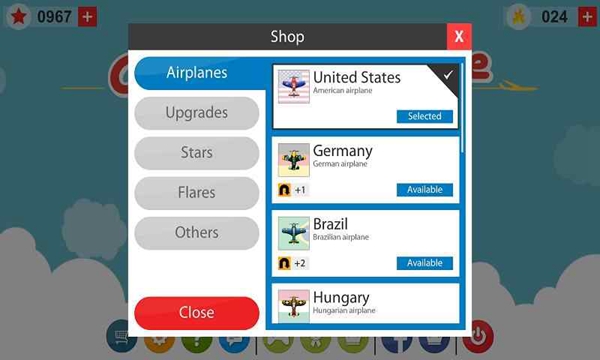 0967
024
Shop
X
Airplanes
Upgrades
Stars
Flares
Others
Close
United States
American airplane
Selected
Germany
German airplane
+1
Available
Brazil
Brazilian airplane
+2
Available
Hungary
Hungarian airplane